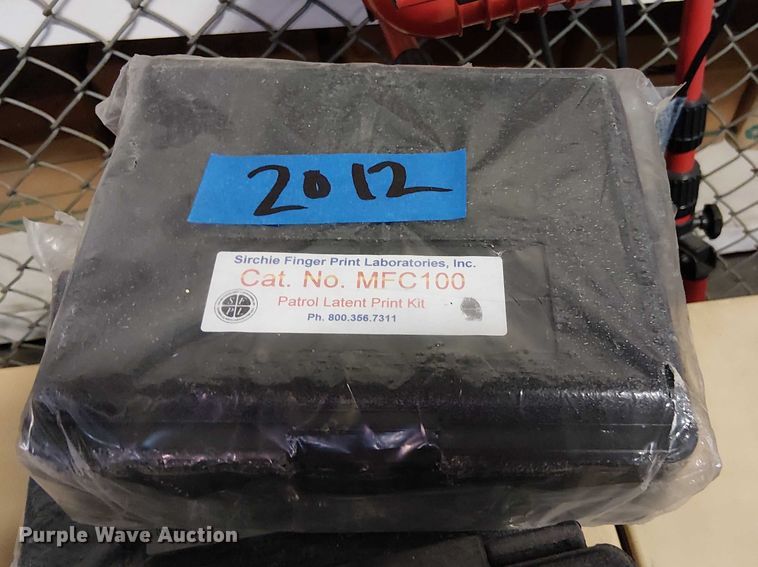 2012
Sirchie Finger Print Laboratories, Inc.
Cat. No. MFC100
Patrol Latent Print Kit
Ph. 800.356.7311
S F
P L
Purple Wave Auction